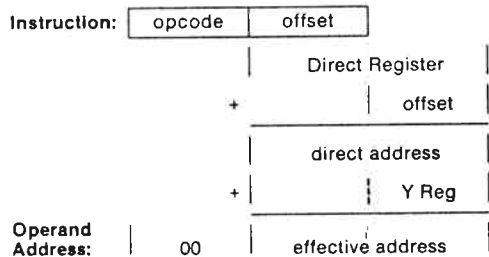 Instruction: opcode offset
Direct Register
+ offset
direct address
+ Y Reg
Operand
Address: 00 effective address